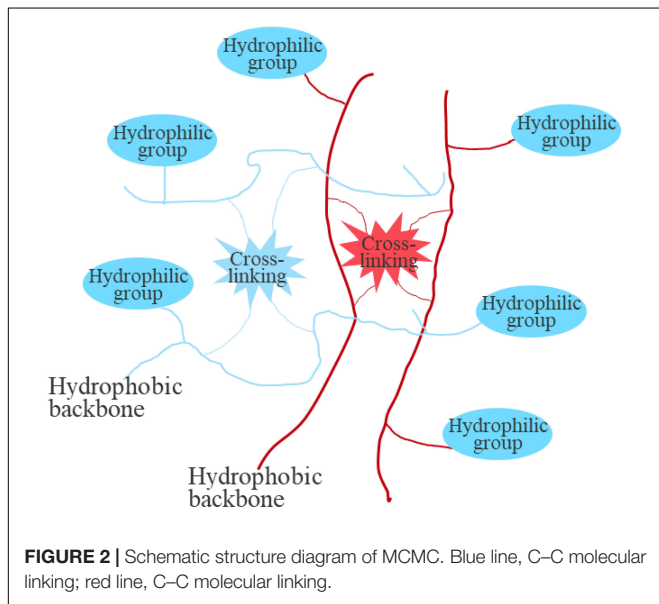 Hydrophilic
group
Hydrophilic
group
Hydrophilic
group
Cross-
linking
Cross-
linking
Hydrophilic
group
Hydrophilic
group
Hydrophobic
backbone
Hydrophilic
group
Hydrophobic
backbone
FIGURE 2 | Schematic structure diagram of MCMC. Blue line, C–C molecular
linking; red line, C–C molecular linking.